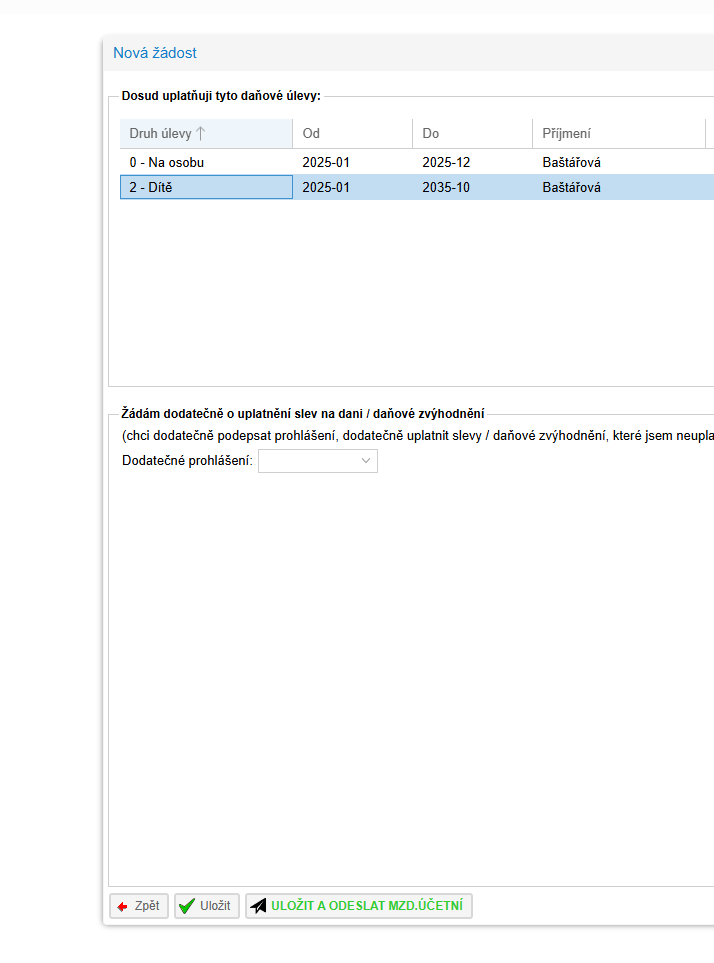 Nová žádost
Dosud uplatňuji tyto daňové úlevy:
Druh úlevy Od Do Příjmení
0 - Na osobu 2025-01 2025-12 Baštářová
2 - Dítě 2025-01 2035-10 Baštářová
Žádám dodatečně o uplatnění slev na dani / daňové zvýhodnění
(chci dodatečně podepsat prohlášení, dodatečně uplatnit slevy / daňové zvýhodnění, které jsem neupla
Dodatečné prohlášení:
Zpět Uložit ULOŽIT A ODESLAT MZD.ÚČETNÍ